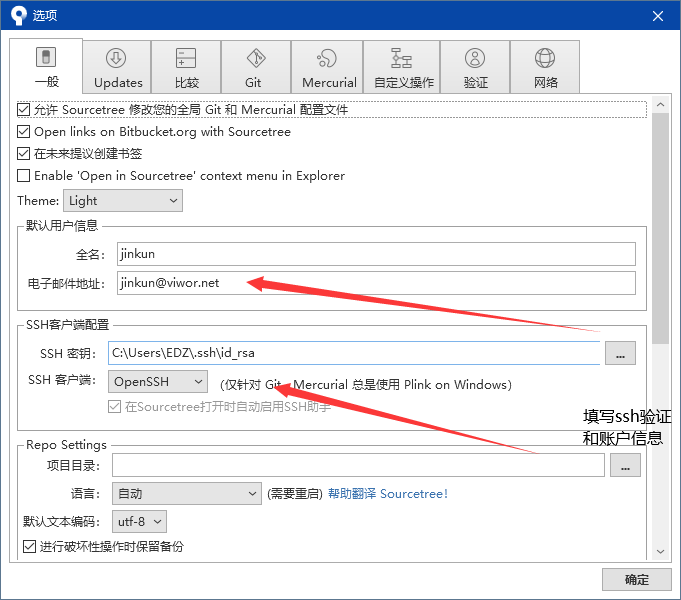 选项
一般
Updates
比较
Git
Mercurial
自定义操作
验证
网络
允许 Sourcetree 修改您的全局 Git 和 Mercurial 配置文件
Open links on Bitbucket.org with Sourcetree
在未来提议创建书签
Enable 'Open in Sourcetree' context menu in Explorer
Theme: Light
默认用户信息
全名: jinkun
电子邮件地址: jinkun@viwor.net
SSH客户端配置
SSH 密钥: C:\Users\EDZ\.ssh\id_rsa ...
SSH 客户端: OpenSSH (仅针对 Git Mercurial 总是使用 Plink on Windows)
在Sourcetree打开时自动启用SSH助手
填写ssh验证
和账户信息
Repo Settings
项目目录: ...
语言: 自动 (需要重启) 帮助翻译 Sourcetree!
默认文本编码: utf-8
进行破坏性操作时保留备份
确定